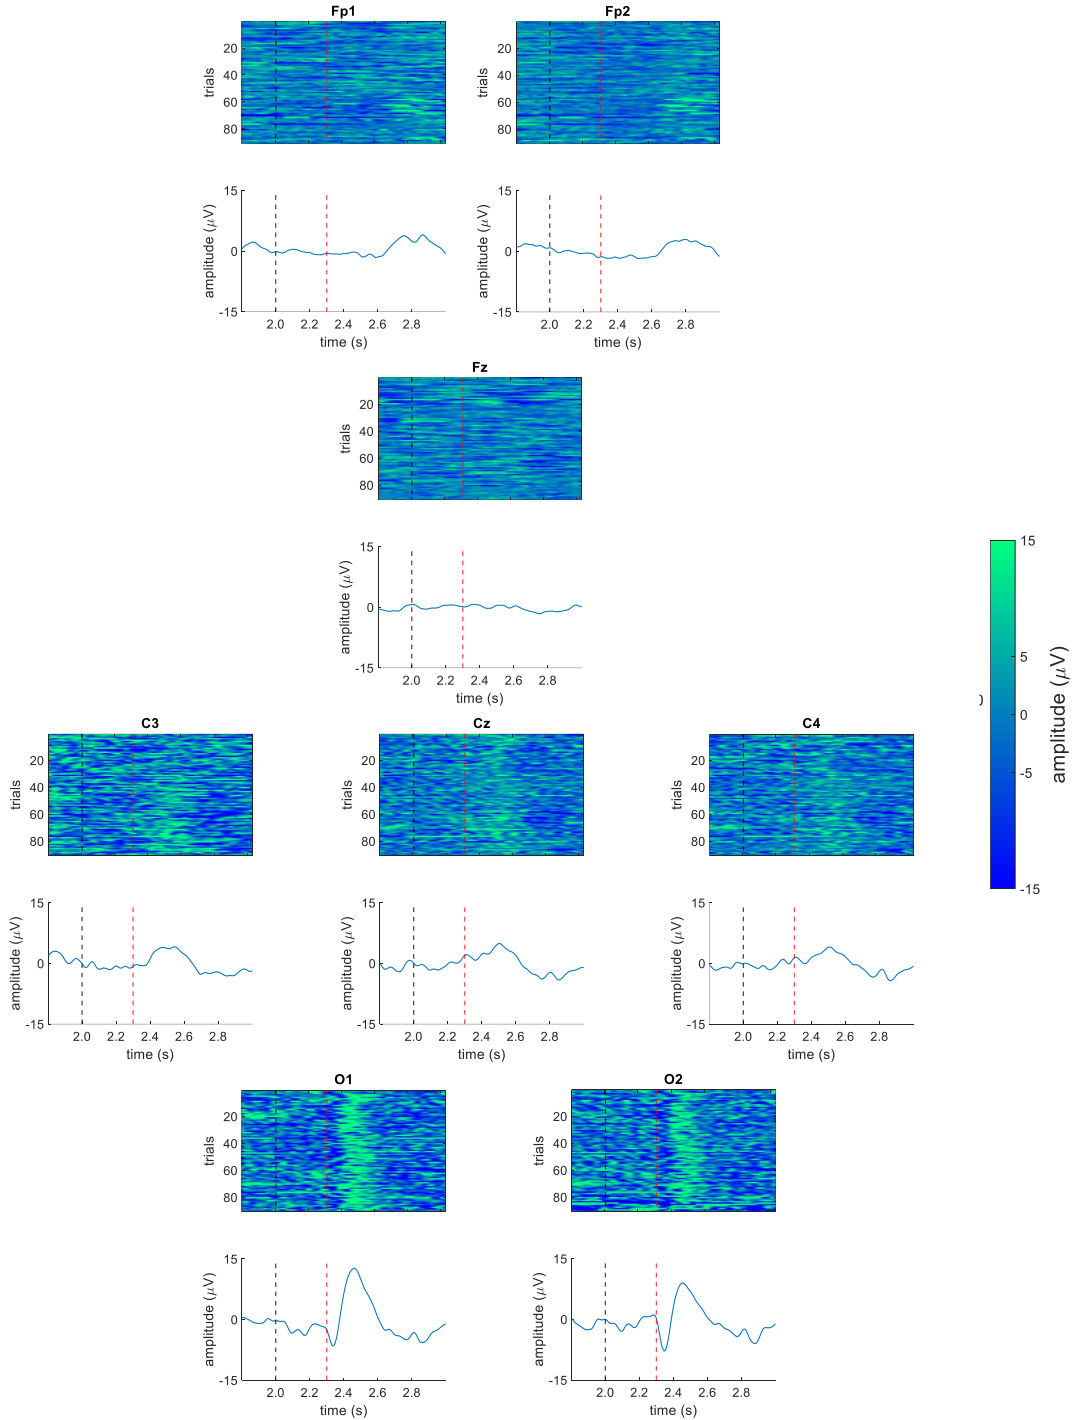 Fp1 Fp2
20 20
40 40
60 60
80 80
trials trials
15 15
0 0
-15 -15
amplitude (μV) amplitude (μV)
2.0 2.2 2.4 2.6 2.8 2.0 2.2 2.4 2.6 2.8
time (s) time (s)
Fz
20
40
60
80
trials
15
0
-15
amplitude (μV)
2.0 2.2 2.4 2.6 2.8
time (s)
15
5
0
-5
-15
amplitude (μV)
C3 Cz C4
20 20 20
40 40 40
60 60 60
80 80 80
trials trials trials
15 15 15
0 0 0
-15 -15 -15
amplitude (μV) amplitude (μV) amplitude (μV)
2.0 2.2 2.4 2.6 2.8 2.0 2.2 2.4 2.6 2.8 2.0 2.2 2.4 2.6 2.8
time (s) time (s) time (s)
O1 O2
20 20
40 40
60 60
80 80
trials trials
15 15
0 0
-15 -15
amplitude (μV) amplitude (μV)
2.0 2.2 2.4 2.6 2.8 2.0 2.2 2.4 2.6 2.8
time (s) time (s)